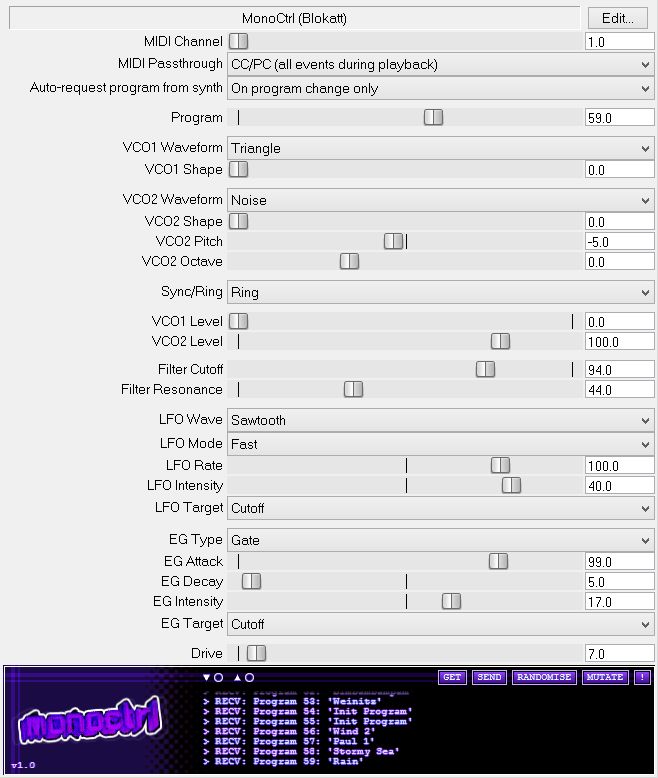 MonoCtrl (Blokatt) Edit...
MIDI Channel 1.0
MIDI Passthrough CC/PC (all events during playback)
Auto-request program from synth On program change only
Program 59.0
VCO1 Waveform Triangle
VCO1 Shape 0.0
VCO2 Waveform Noise
VCO2 Shape 0.0
VCO2 Pitch -5.0
VCO2 Octave 0.0
Sync/Ring Ring
VCO1 Level 0.0
VCO2 Level 100.0
Filter Cutoff 94.0
Filter Resonance 44.0
LFO Wave Sawtooth
LFO Mode Fast
LFO Rate 100.0
LFO Intensity 40.0
LFO Target Cutoff
EG Type Gate
EG Attack 99.0
EG Decay 5.0
EG Intensity 17.0
EG Target Cutoff
Drive 7.0
GET SEND RANDOMISE MUTATE !
> RECV: Program 53: 'Weinitz'
> RECV: Program 54: 'Init Program'
> RECV: Program 55: 'Init Program'
> RECV: Program 56: 'Wind 2'
> RECV: Program 57: 'Paul 1'
> RECV: Program 58: 'Stormy Sea'
> RECV: Program 59: 'Rain'
monoctrl
v1.0